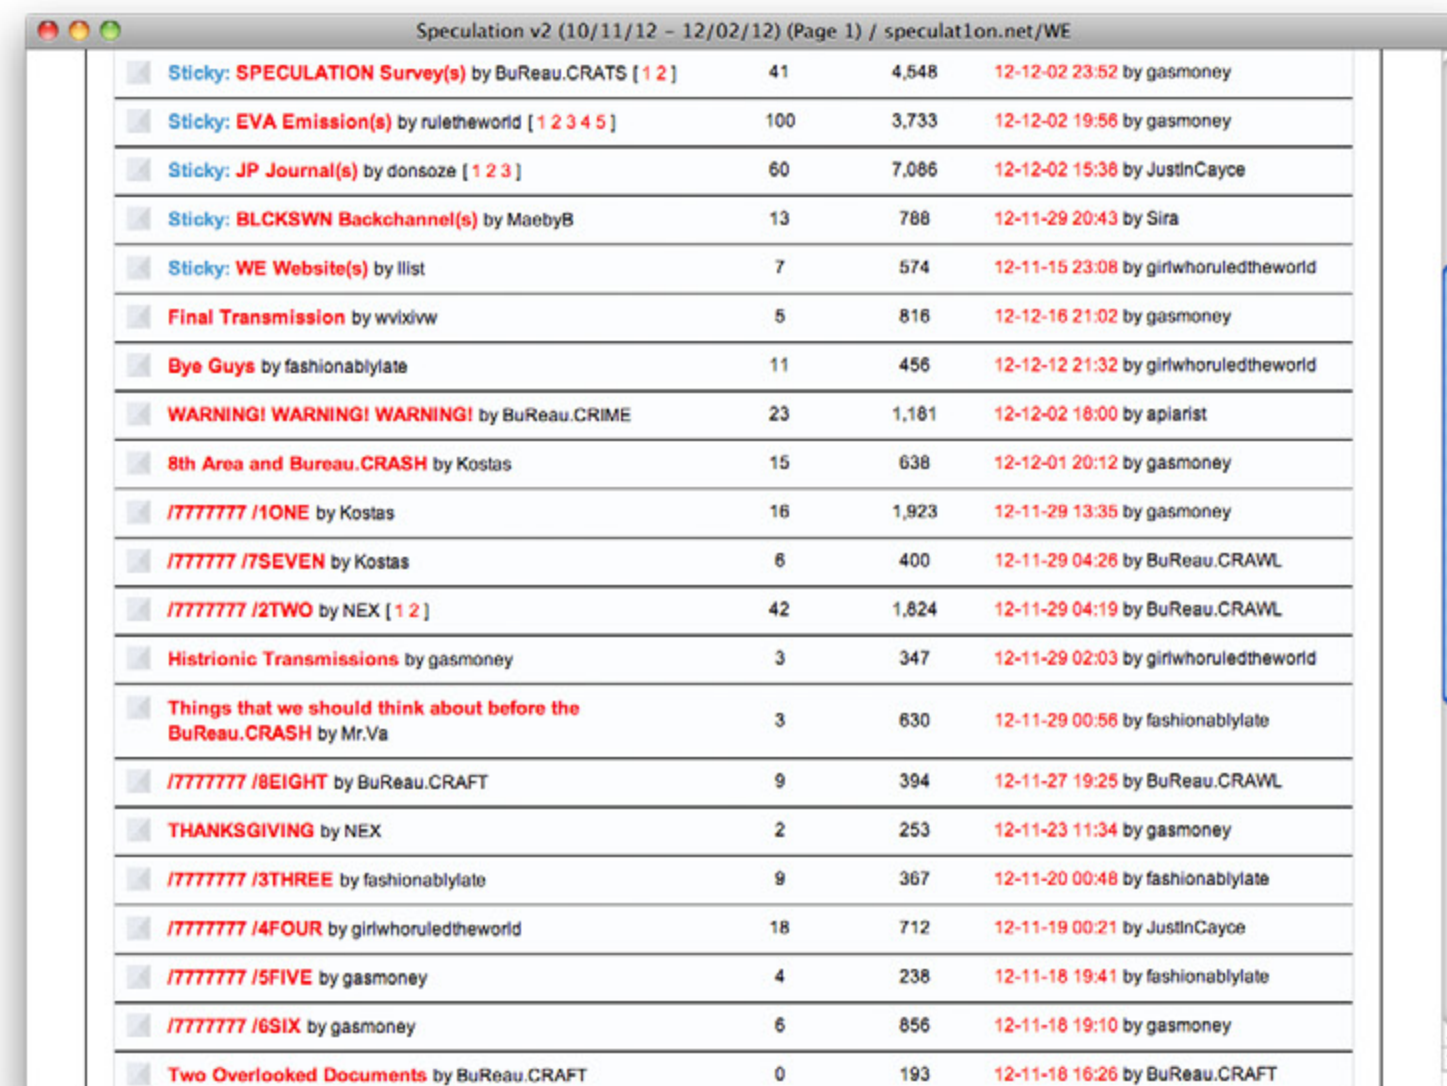 Speculation v2 (10/11/12 – 12/02/12) (Page 1) / speculat1on.net/WE
Sticky: SPECULATION Survey(s) by BuReau.CRATS [ 1 2 ] 41 4,548 12-12-02 23:52 by gasmoney
Sticky: EVA Emission(s) by ruletheworld [ 1 2 3 4 5 ] 100 3,733 12-12-02 19:56 by gasmoney
Sticky: JP Journal(s) by donsoze [ 1 2 3 ] 60 7,086 12-12-02 15:38 by JustInCayce
Sticky: BLCKSWN Backchannel(s) by MaebyB 13 788 12-11-29 20:43 by Sira
Sticky: WE Website(s) by llist 7 574 12-11-15 23:08 by girlwhoruledtheworld
Final Transmission by wvixivw 5 816 12-12-16 21:02 by gasmoney
Bye Guys by fashionablylate 11 456 12-12-12 21:32 by girlwhoruledtheworld
WARNING! WARNING! WARNING! by BuReau.CRIME 23 1,181 12-12-02 18:00 by apiarist
8th Area and Bureau.CRASH by Kostas 15 638 12-12-01 20:12 by gasmoney
/7777777 /1ONE by Kostas 16 1,923 12-11-29 13:35 by gasmoney
/777777 /7SEVEN by Kostas 6 400 12-11-29 04:26 by BuReau.CRAWL
/7777777 /2TWO by NEX [ 1 2 ] 42 1,824 12-11-29 04:19 by BuReau.CRAWL
Histrionic Transmissions by gasmoney 3 347 12-11-29 02:03 by girlwhoruledtheworld
Things that we should think about before the
BuReau.CRASH by Mr.Va 3 630 12-11-29 00:56 by fashionablylate
/7777777 /8EIGHT by BuReau.CRAFT 9 394 12-11-27 19:25 by BuReau.CRAWL
THANKSGIVING by NEX 2 253 12-11-23 11:34 by gasmoney
/7777777 /3THREE by fashionablylate 9 367 12-11-20 00:48 by fashionablylate
/7777777 /4FOUR by girlwhoruledtheworld 18 712 12-11-19 00:21 by JustInCayce
/7777777 /5FIVE by gasmoney 4 238 12-11-18 19:41 by fashionablylate
/7777777 /6SIX by gasmoney 6 856 12-11-18 19:10 by gasmoney
Two Overlooked Documents by BuReau.CRAFT 0 193 12-11-18 16:26 by BuReau.CRAFT